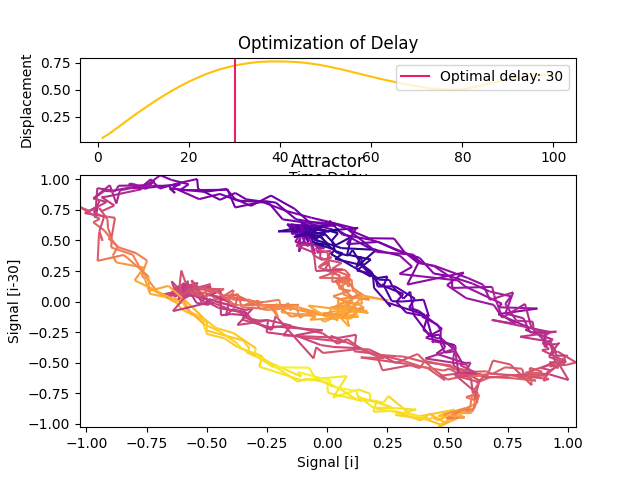 Optimization of Delay
Displacement
0.75
0.50
0.25
Optimal delay: 30
0 20 40 60 80 100
Time Delay
Attractor
Signal [i-30]
1.00
0.75
0.50
0.25
0.00
−0.25
−0.50
−0.75
−1.00
−1.00 −0.75 −0.50 −0.25 0.00 0.25 0.50 0.75 1.00
Signal [i]